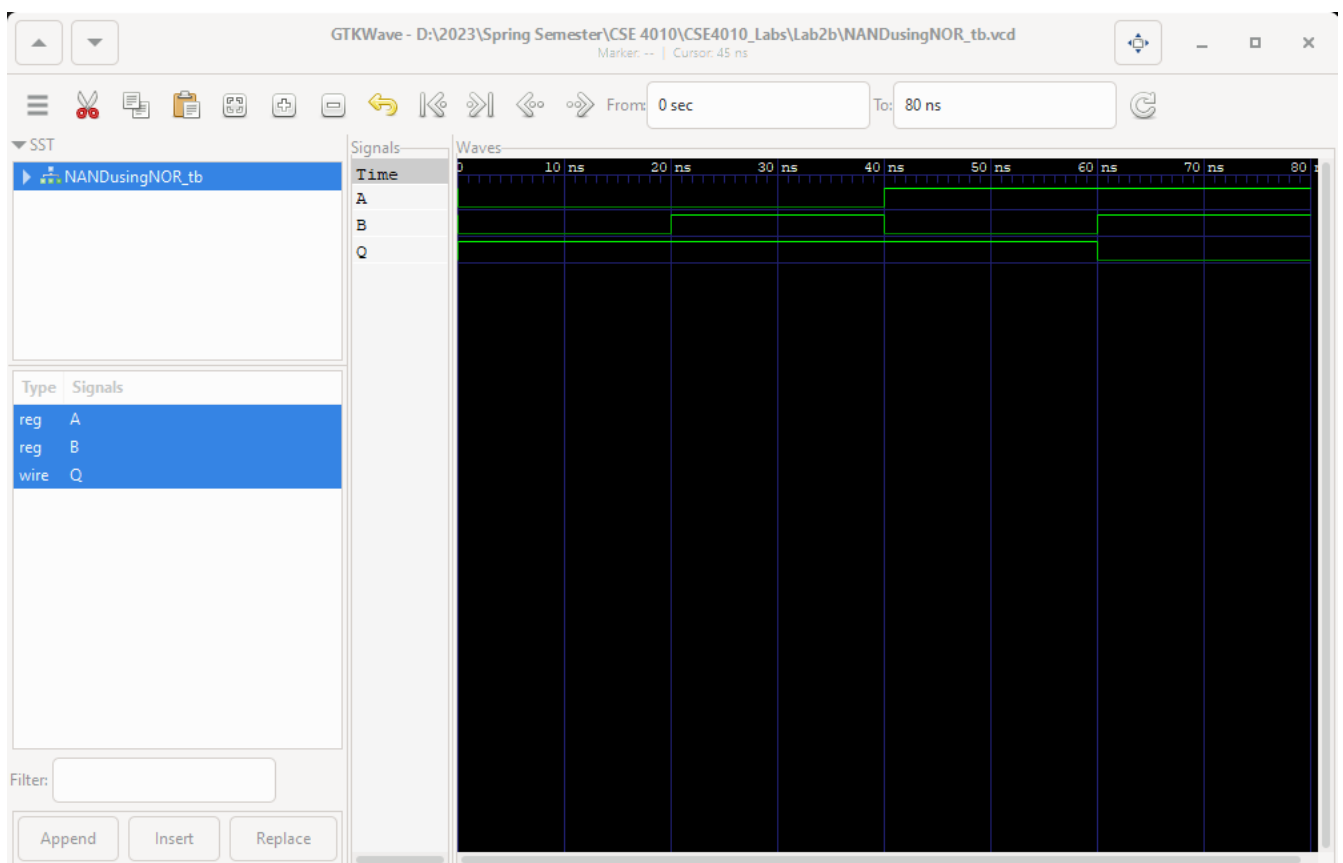 GTKWave - D:\2023\Spring Semester\CSE 4010\CSE4010_Labs\Lab2b\NANDusingNOR_tb.vcd
Marker: -- | Cursor: 45 ns
From: 0 sec To: 80 ns
SST
NANDusingNOR_tb
Type Signals
reg A
reg B
wire Q
Filter:
Append Insert Replace
Signals
Time
A
B
Q
Waves
0 10 ns 20 ns 30 ns 40 ns 50 ns 60 ns 70 ns 80